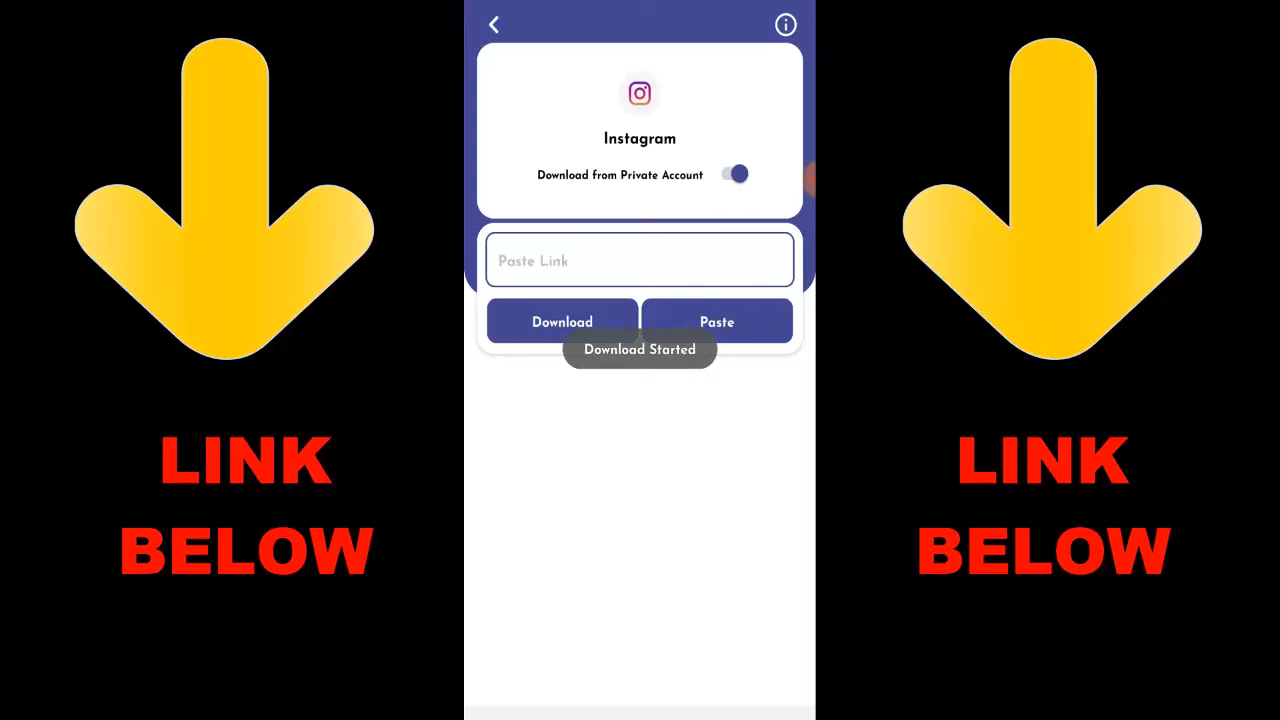 Instagram
Download from Private Account
Paste Link
Download
Paste
Download Started
LINK
BELOW
LINK
BELOW